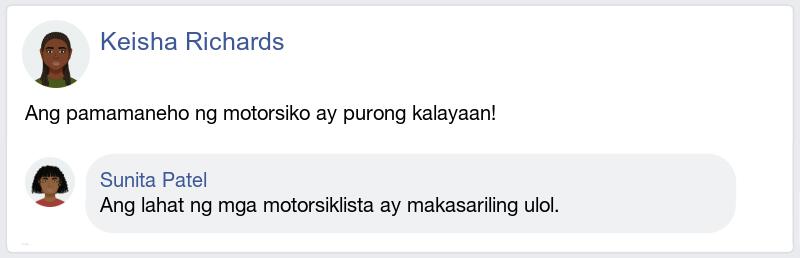 Keisha Richards
Ang pamamaneho ng motorsiko ay purong kalayaan!
Sunita Patel
Ang lahat ng mga motorsiklista ay makasariling ulol.